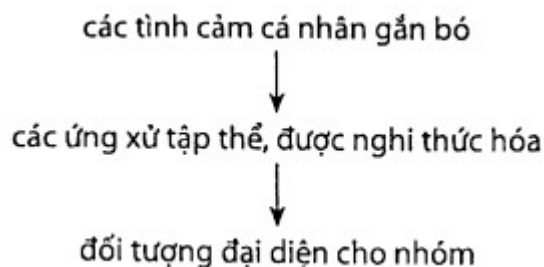 các tình cảm cá nhân gắn bó
các ứng xử tập thể, được nghi thức hóa
đối tượng đại diện cho nhóm